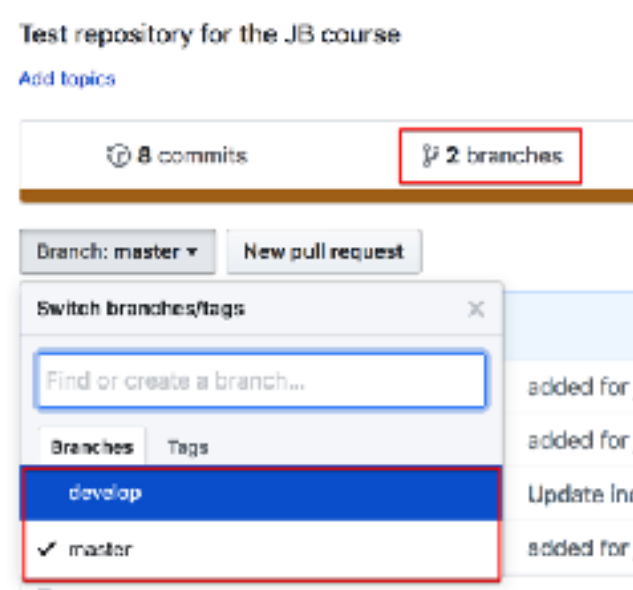 Test repository for the JB course
Add topics
8 commits
2 branches
Branch: master
New pull request
Switch branches/tags
Find or create a branch...
added for
Branches Tags
added for
develop
Update in
master
added for